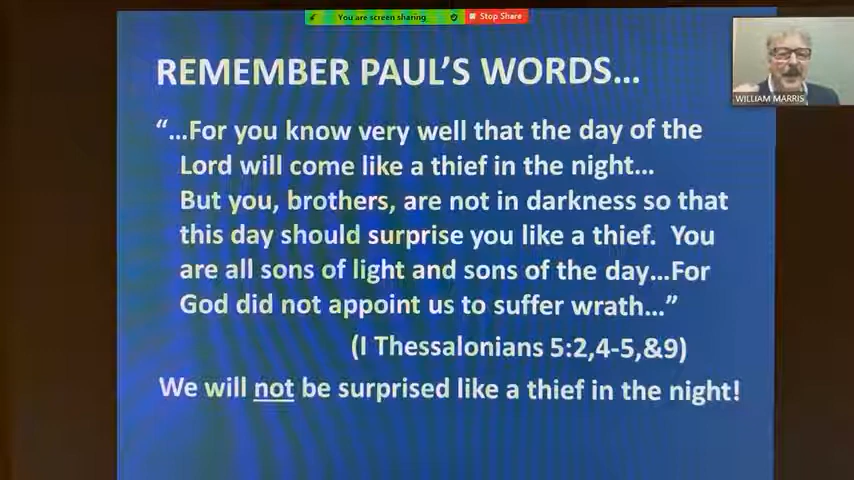 You are screen sharing
Stop Share
REMEMBER PAUL'S WORDS...
"...For you know very well that the day of the
Lord will come like a thief in the night...
But you, brothers, are not in darkness so that
this day should surprise you like a thief.  You
are all sons of light and sons of the day...For
God did not appoint us to suffer wrath..."
(I Thessalonians 5:2,4-5,&9)
We will not be surprised like a thief in the night!
WILLIAM MARRIS